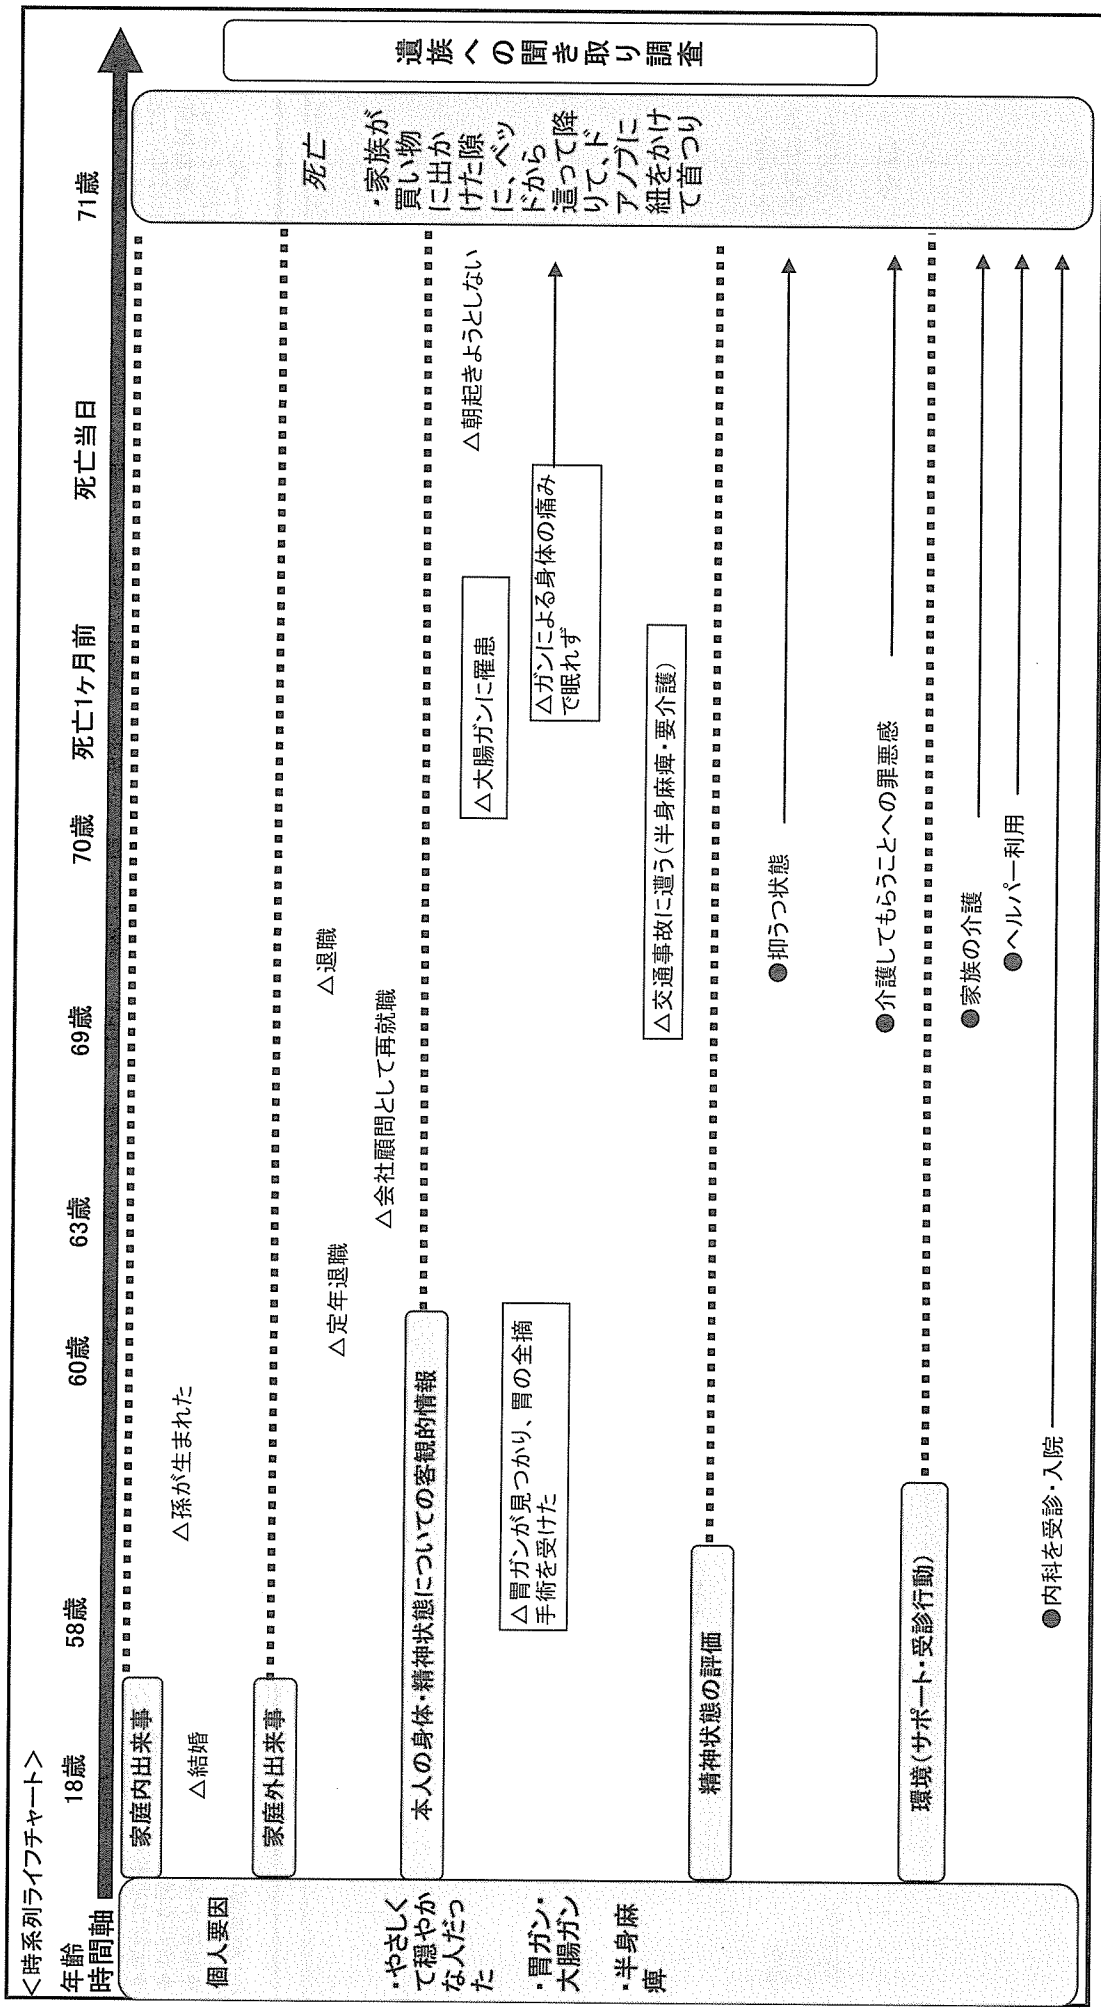 ＜時系列ライフチャート＞
年齢
時間軸
18歳
58歳
60歳
63歳
69歳
70歳
死亡1ヶ月前
死亡当日
71歳
個人要因
・やさしく
て穏やか
な人だっ
た
・胃ガン・
大腸ガン
・半身麻
痺
家庭内出来事
△結婚
△孫が生まれた
家庭外出来事
△定年退職
△会社顧問として再就職
△退職
本人の身体・精神状態についての客観的情報
△胃ガンが見つかり、胃の全摘
手術を受けた
△大腸ガンに罹患
△ガンによる身体の痛み
で眠れず
△朝起きようとしない
△交通事故に遭う(半身麻痺・要介護)
精神状態の評価
●抑うつ状態
●介護してもらうことへの罪悪感
環境(サポート・受診行動)
●家族の介護
●ヘルパー利用
●内科を受診・入院
死亡
・家族が
買い物
に出か
けた隙
に、ベッ
ドから
這って降
りて、ド
アノブに
紐をかけ
て首つり
遺族への聞き取り調査